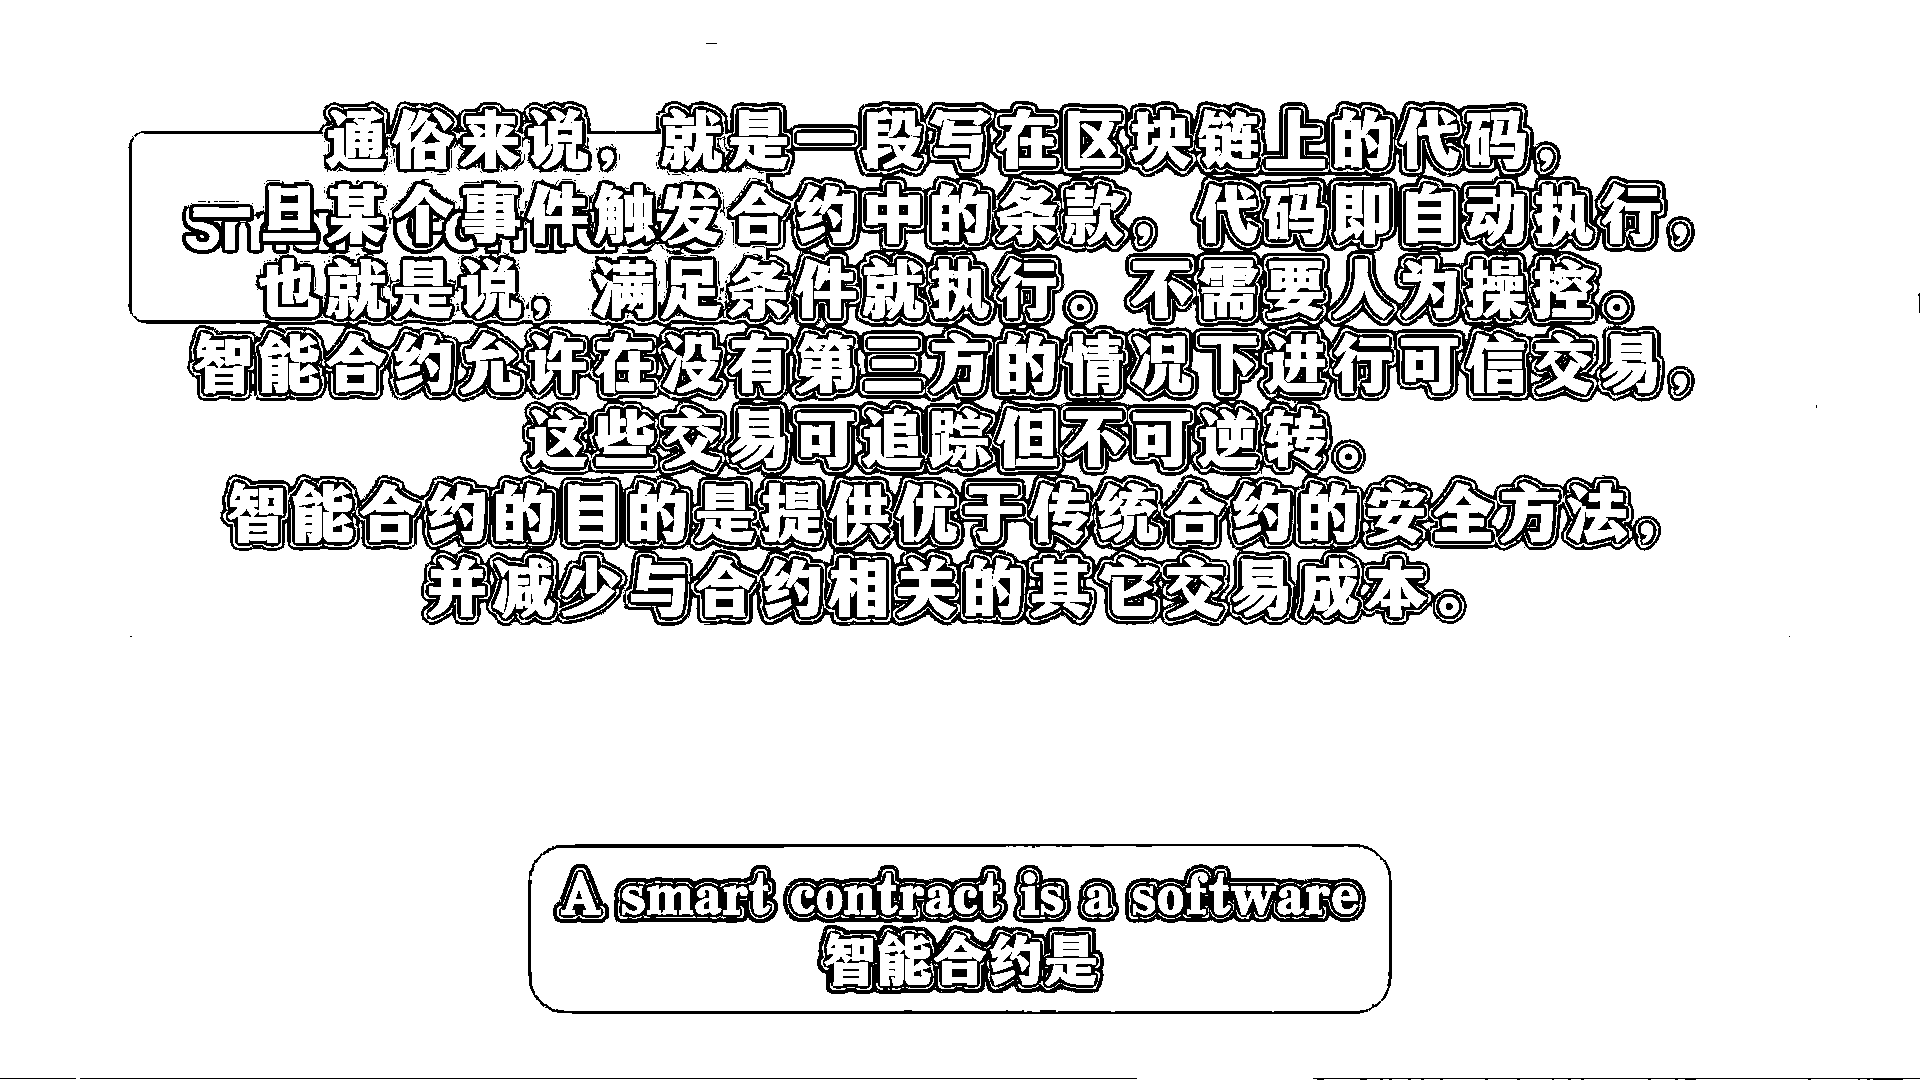 通俗来说，就是一段写在区块链上的代码，
一旦某个事件触发合约中的条款，代码即自动执行，
也就是说，满足条件就执行。不需要人为操控。
智能合约允许在没有第三方的情况下进行可信交易，
这些交易可追踪但不可逆转。
智能合约的目的是提供优于传统合约的安全方法，
并减少与合约相关的其它交易成本。
A smart contract is a software
智能合约是